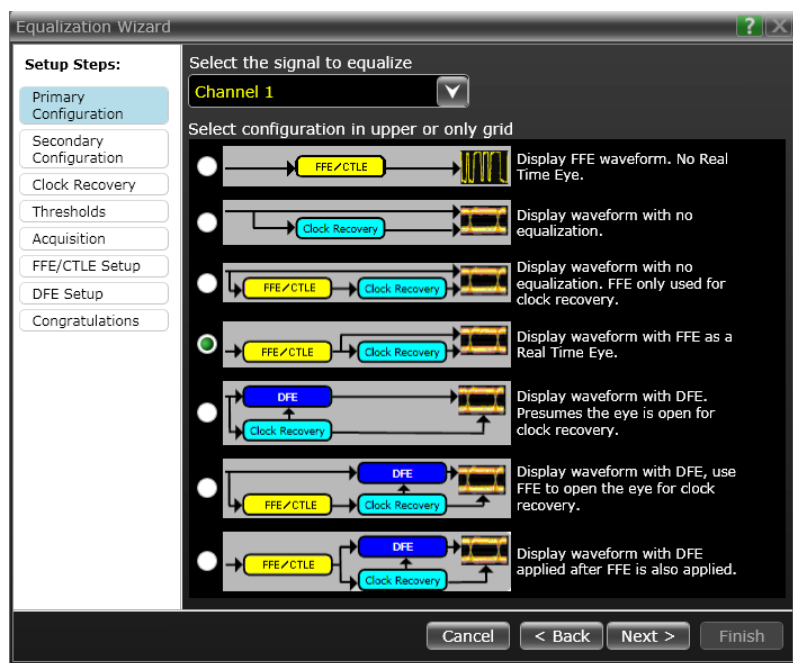 Equalization Wizard
?
X
Setup Steps:
Primary
Configuration
Secondary
Configuration
Clock Recovery
Thresholds
Acquisition
FFE/CTLE Setup
DFE Setup
Congratulations
Select the signal to equalize
Channel 1
Select configuration in upper or only grid
FFE/CTLE
Display FFE waveform. No Real
Time Eye.
Clock Recovery
Display waveform with no
equalization.
FFE/CTLE Clock Recovery
Display waveform with no
equalization. FFE only used for
clock recovery.
FFE/CTLE Clock Recovery
Display waveform with FFE as a
Real Time Eye.
DFE
Clock Recovery
Display waveform with DFE.
Presumes the eye is open for
clock recovery.
DFE
FFE/CTLE Clock Recovery
Display waveform with DFE, use
FFE to open the eye for clock
recovery.
DFE
FFE/CTLE
Clock Recovery
Display waveform with DFE
applied after FFE is also applied.
Cancel < Back Next > Finish